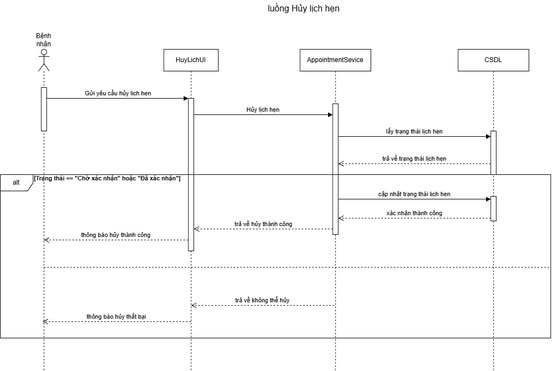 luồng Hủy lịch hẹn
Bệnh
nhân
HuyLichUI
AppointmentSevice
CSDL
Gửi yêu cầu hủy lịch hẹn
Hủy lịch hẹn
lấy trạng thái lịch hẹn
trả về trạng thái lịch hẹn
alt
[Trạng thái == "Chờ xác nhận" hoặc "Đã xác nhận"]
cập nhật trạng thái lịch hẹn
xác nhận thành công
trả về hủy thành công
thông báo hủy thành công
trả về không thể hủy
thông báo hủy thất bại